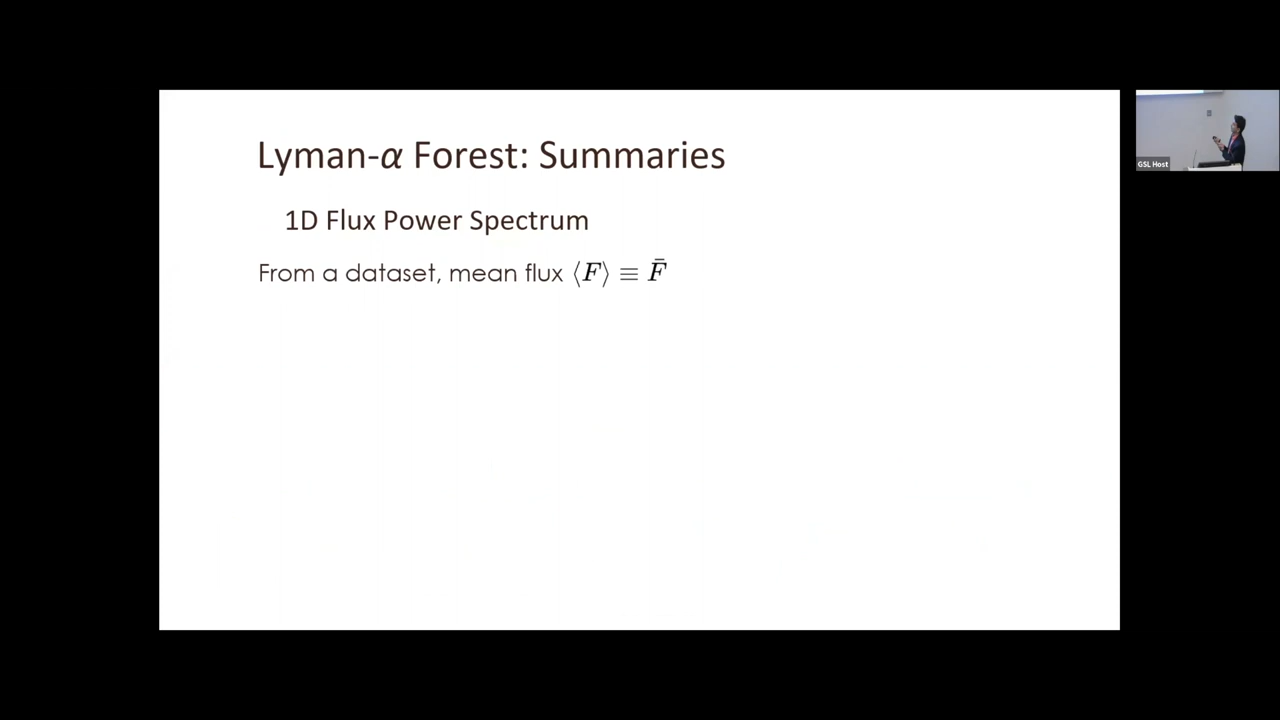 Lyman-α Forest: Summaries
1D Flux Power Spectrum
From a dataset, mean flux ⟨F⟩ ≡ F̄
GSL Host